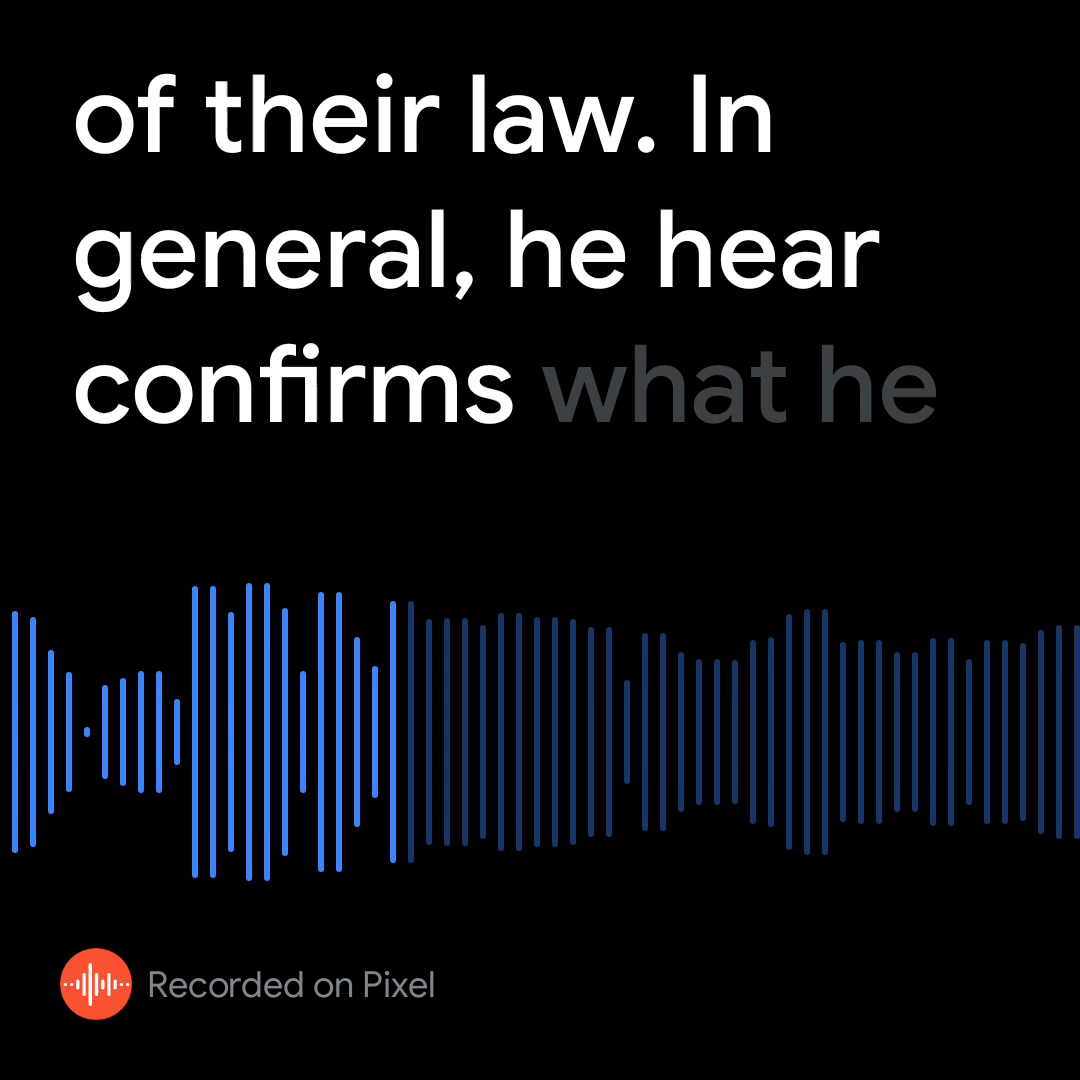 of their law. In
general, he hear
confirms what he
Recorded on Pixel